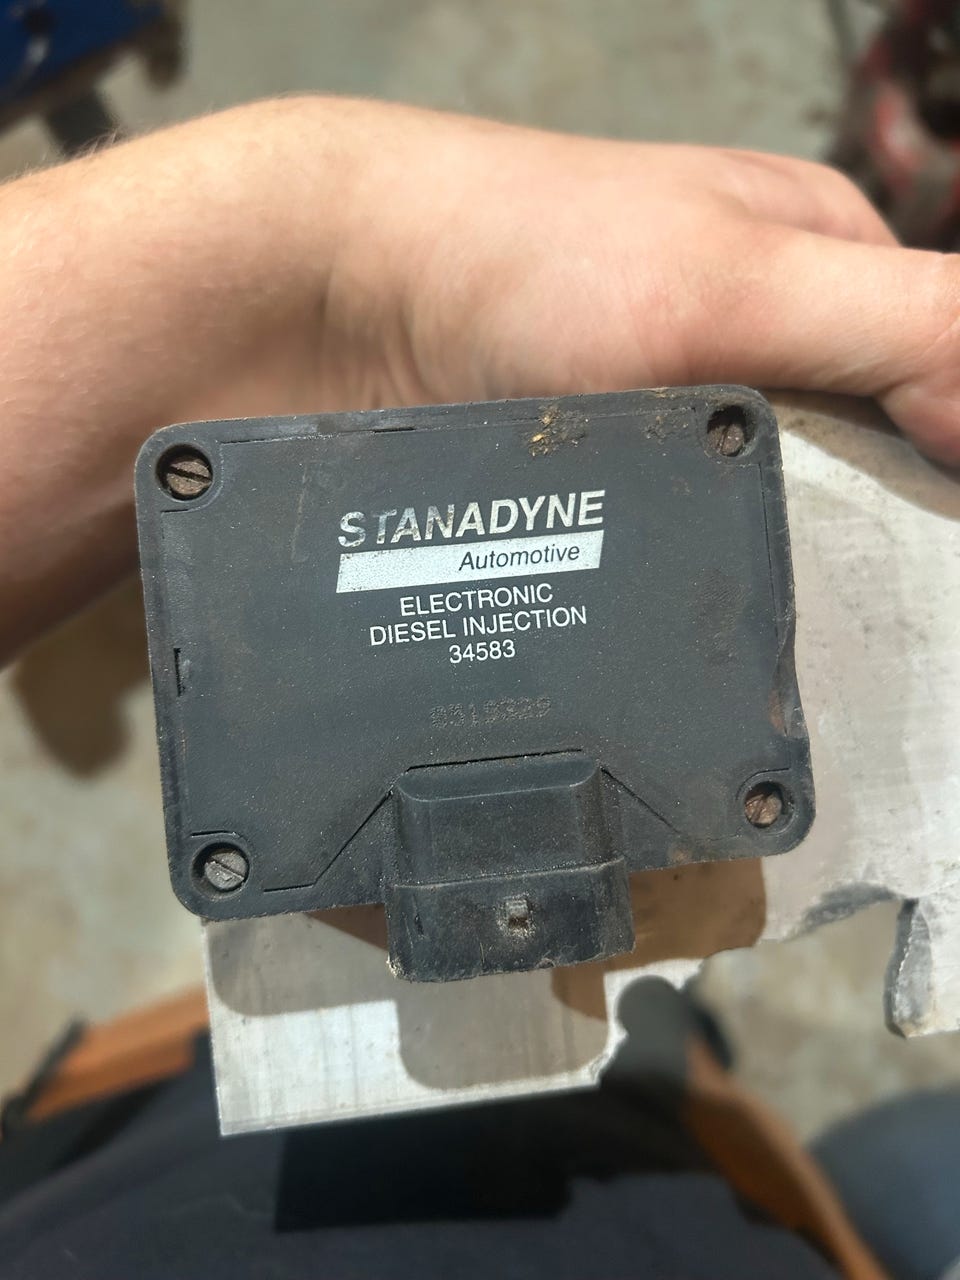 STANADYNE
Automotive
ELECTRONIC
DIESEL INJECTION
34583